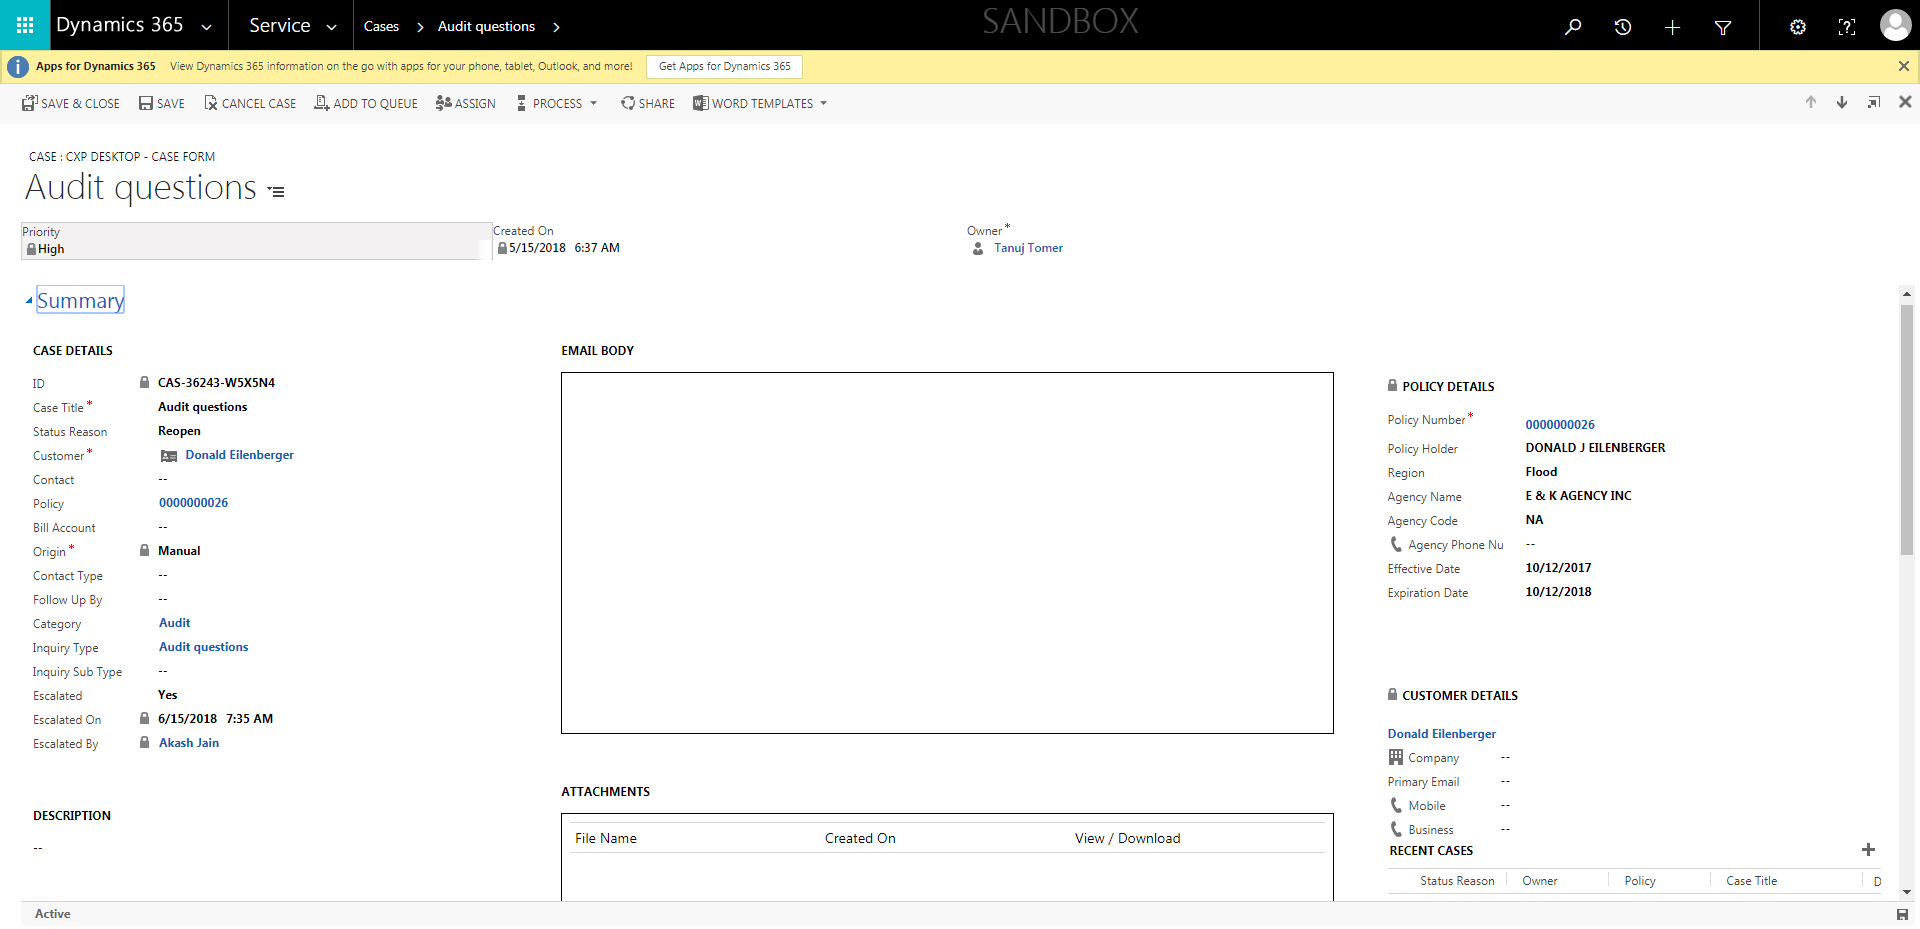 Dynamics 365 Service Cases Audit questions SANDBOX
Apps for Dynamics 365 View Dynamics 365 information on the go with apps for your phone, tablet, Outlook, and more! Get Apps for Dynamics 365
SAVE & CLOSE SAVE CANCEL CASE ADD TO QUEUE ASSIGN PROCESS SHARE WORD TEMPLATES
CASE : CXP DESKTOP - CASE FORM
Audit questions
Priority
High
Created On
5/15/2018 6:37 AM
Owner*
Tanuj Tomer
Summary
CASE DETAILS
ID CAS-36243-W5X5N4
Case Title* Audit questions
Status Reason Reopen
Customer* Donald Eilenberger
Contact --
Policy 0000000026
Bill Account --
Origin* Manual
Contact Type --
Follow Up By --
Category Audit
Inquiry Type Audit questions
Inquiry Sub Type --
Escalated Yes
Escalated On 6/15/2018 7:35 AM
Escalated By Akash Jain
DESCRIPTION
--
EMAIL BODY
ATTACHMENTS
File Name Created On View / Download
POLICY DETAILS
Policy Number* 0000000026
Policy Holder DONALD J EILENBERGER
Region Flood
Agency Name E & K AGENCY INC
Agency Code NA
Agency Phone Nu --
Effective Date 10/12/2017
Expiration Date 10/12/2018
CUSTOMER DETAILS
Donald Eilenberger
Company --
Primary Email --
Mobile --
Business --
RECENT CASES
Status Reason Owner Policy Case Title D
Active